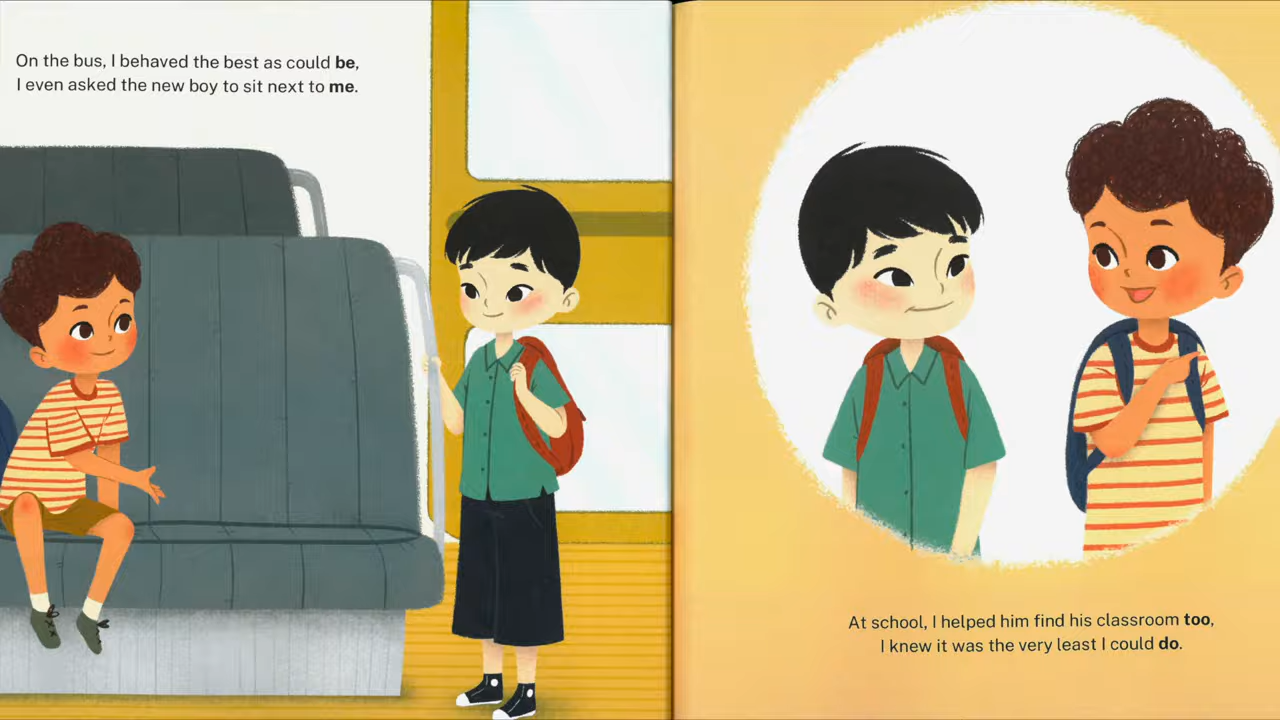 On the bus, I behaved the best as could be,
I even asked the new boy to sit next to me.
At school, I helped him find his classroom too,
I knew it was the very least I could do.